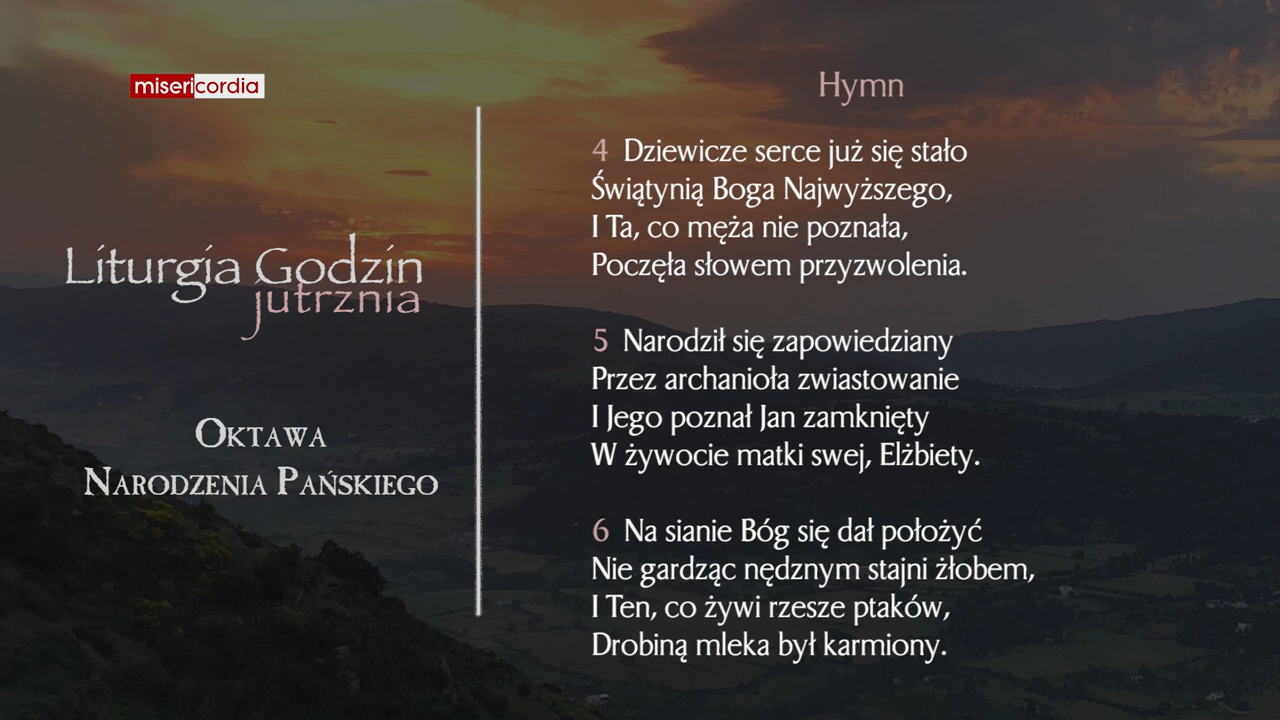 misericordia
Liturgia Godzin
jutrznia
Oktawa
Narodzenia Pańskiego
Hymn
4 Dziewicze serce już się stało
Świątynią Boga Najwyższego,
I Ta, co męża nie poznała,
Poczęła słowem przyzwolenia.
5 Narodził się zapowiedziany
Przez archanioła zwiastowanie
I Jego poznał Jan zamknięty
W żywocie matki swej, Elżbiety.
6 Na sianie Bóg się dał położyć
Nie gardząc nędznym stajni żłobem,
I Ten, co żywi rzesze ptaków,
Drobiną mleka był karmiony.